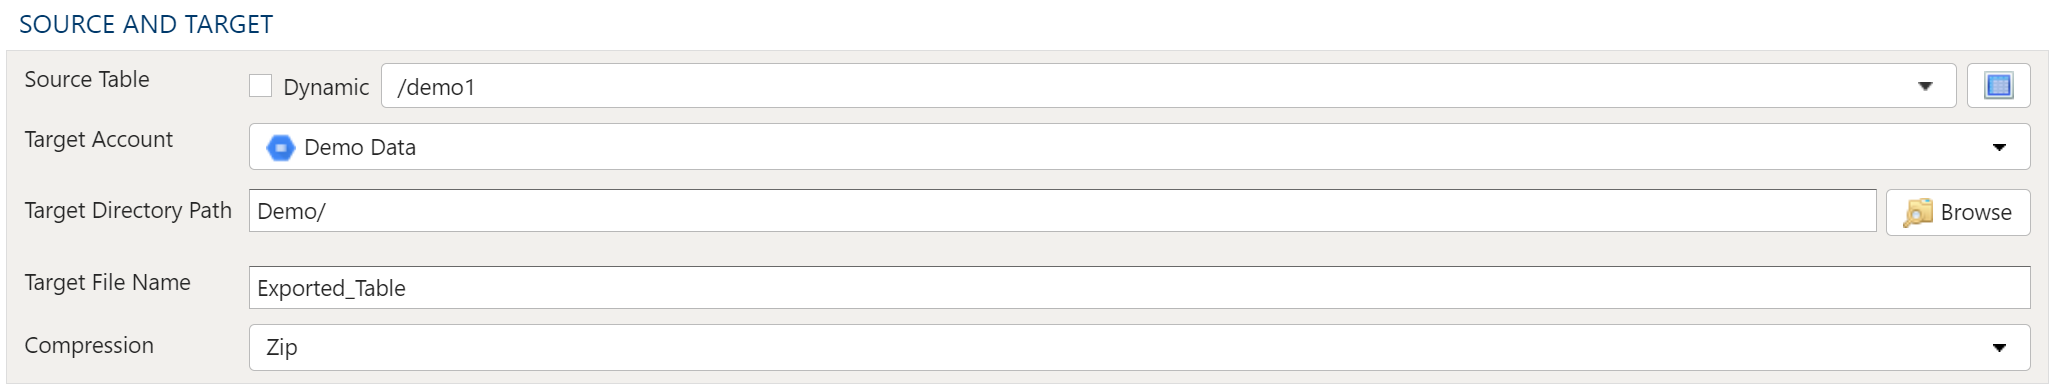 SOURCE AND TARGET
Source Table Dynamic /demo1
Target Account Demo Data
Target Directory Path Demo/ Browse
Target File Name Exported_Table
Compression Zip